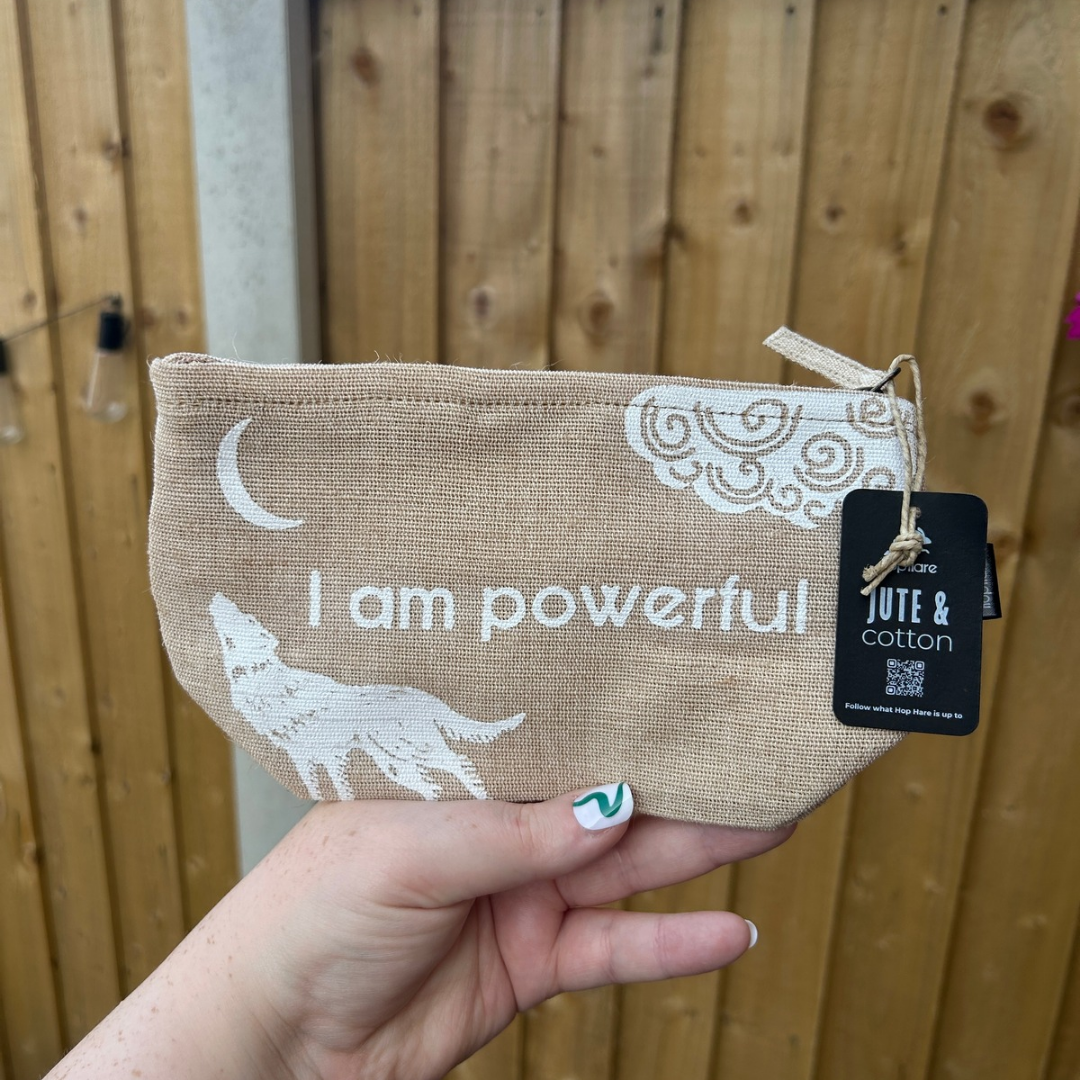 I am powerful
JUTE &
cotton
Follow what Hop Hare is up to